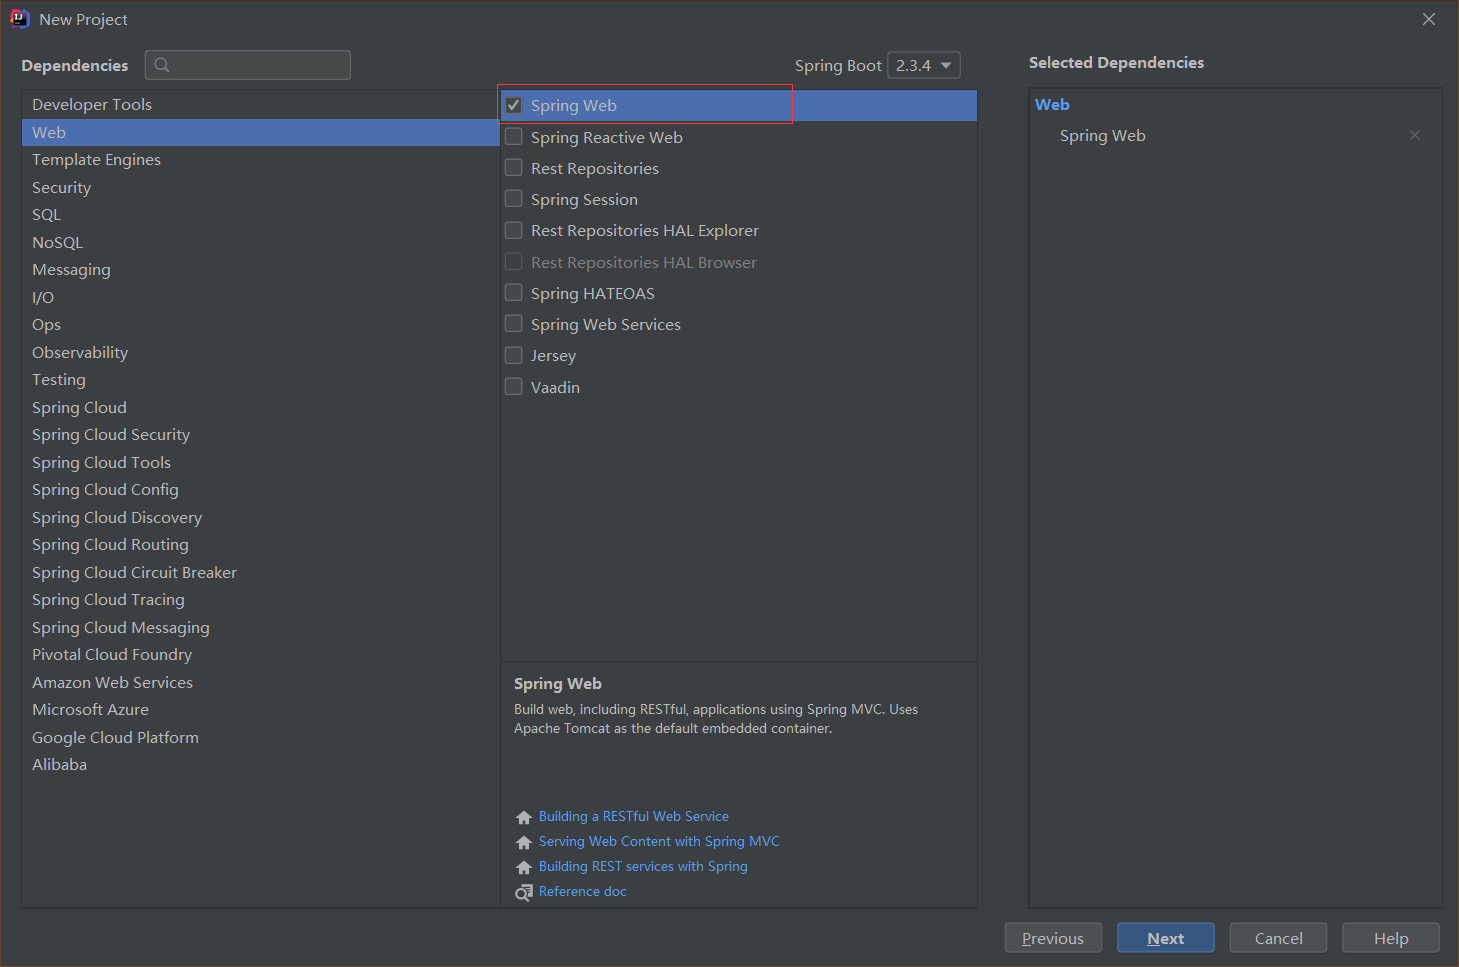 New Project
Dependencies
Spring Boot 2.3.4
Selected Dependencies
Developer Tools
Web
Template Engines
Security
SQL
NoSQL
Messaging
I/O
Ops
Observability
Testing
Spring Cloud
Spring Cloud Security
Spring Cloud Tools
Spring Cloud Config
Spring Cloud Discovery
Spring Cloud Routing
Spring Cloud Circuit Breaker
Spring Cloud Tracing
Spring Cloud Messaging
Pivotal Cloud Foundry
Amazon Web Services
Microsoft Azure
Google Cloud Platform
Alibaba
Spring Web
Spring Reactive Web
Rest Repositories
Spring Session
Rest Repositories HAL Explorer
Rest Repositories HAL Browser
Spring HATEOAS
Spring Web Services
Jersey
Vaadin
Spring Web
Build web, including RESTful, applications using Spring MVC. Uses
Apache Tomcat as the default embedded container.
Building a RESTful Web Service
Serving Web Content with Spring MVC
Building REST services with Spring
Reference doc
Web
Spring Web
Previous
Next
Cancel
Help